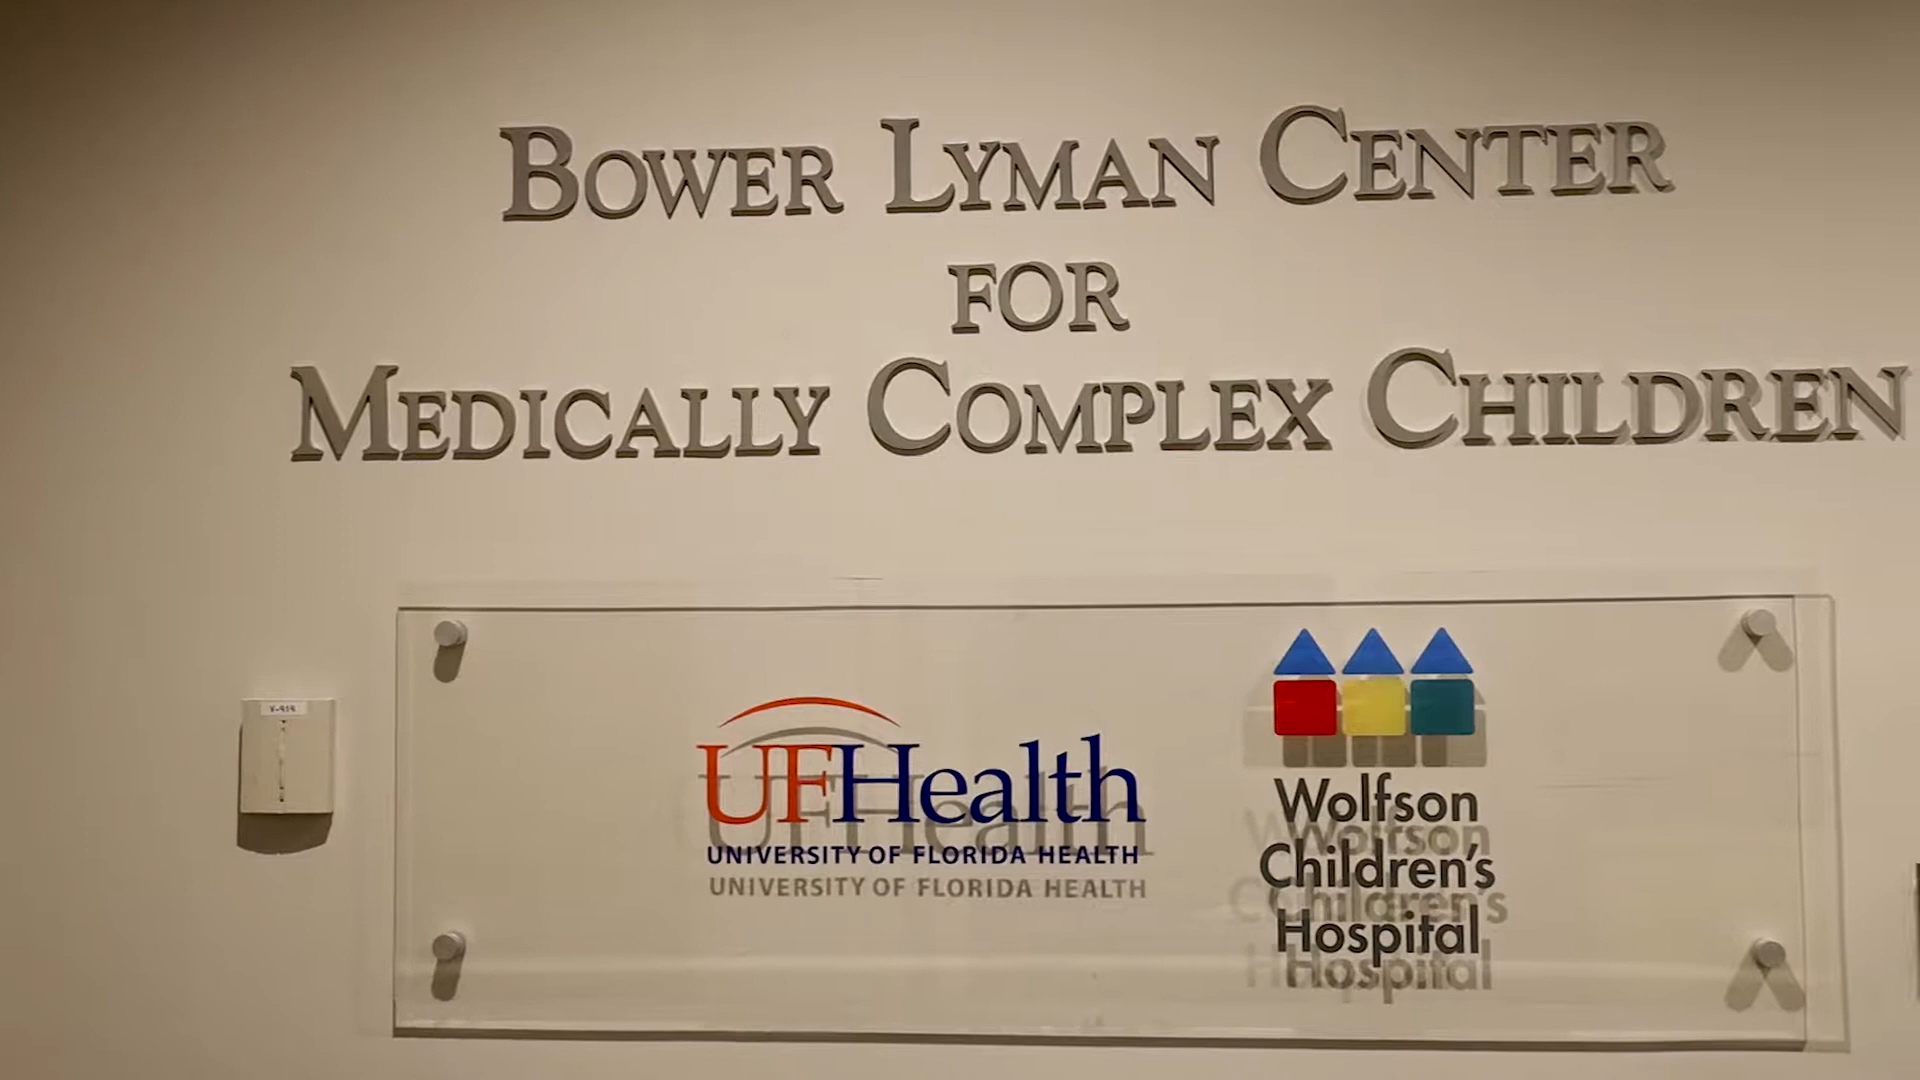 BOWER LYMAN CENTER
FOR
MEDICALLY COMPLEX CHILDREN
UFHealth
UNIVERSITY OF FLORIDA HEALTH
Wolfson
Children's
Hospital